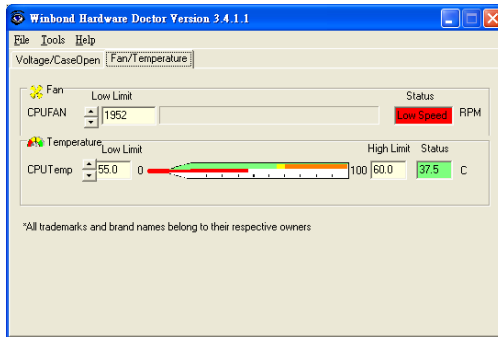 Winbond Hardware Doctor Version 3.4.1.1
File Tools Help
Voltage/CaseOpen Fan/Temperature
Fan
Low Limit Status
CPUFAN 1952 Low Speed RPM
Temperature
Low Limit High Limit Status
CPUTemp 55.0 0 100 60.0 37.5 C
*All trademarks and brand names belong to their respective owners